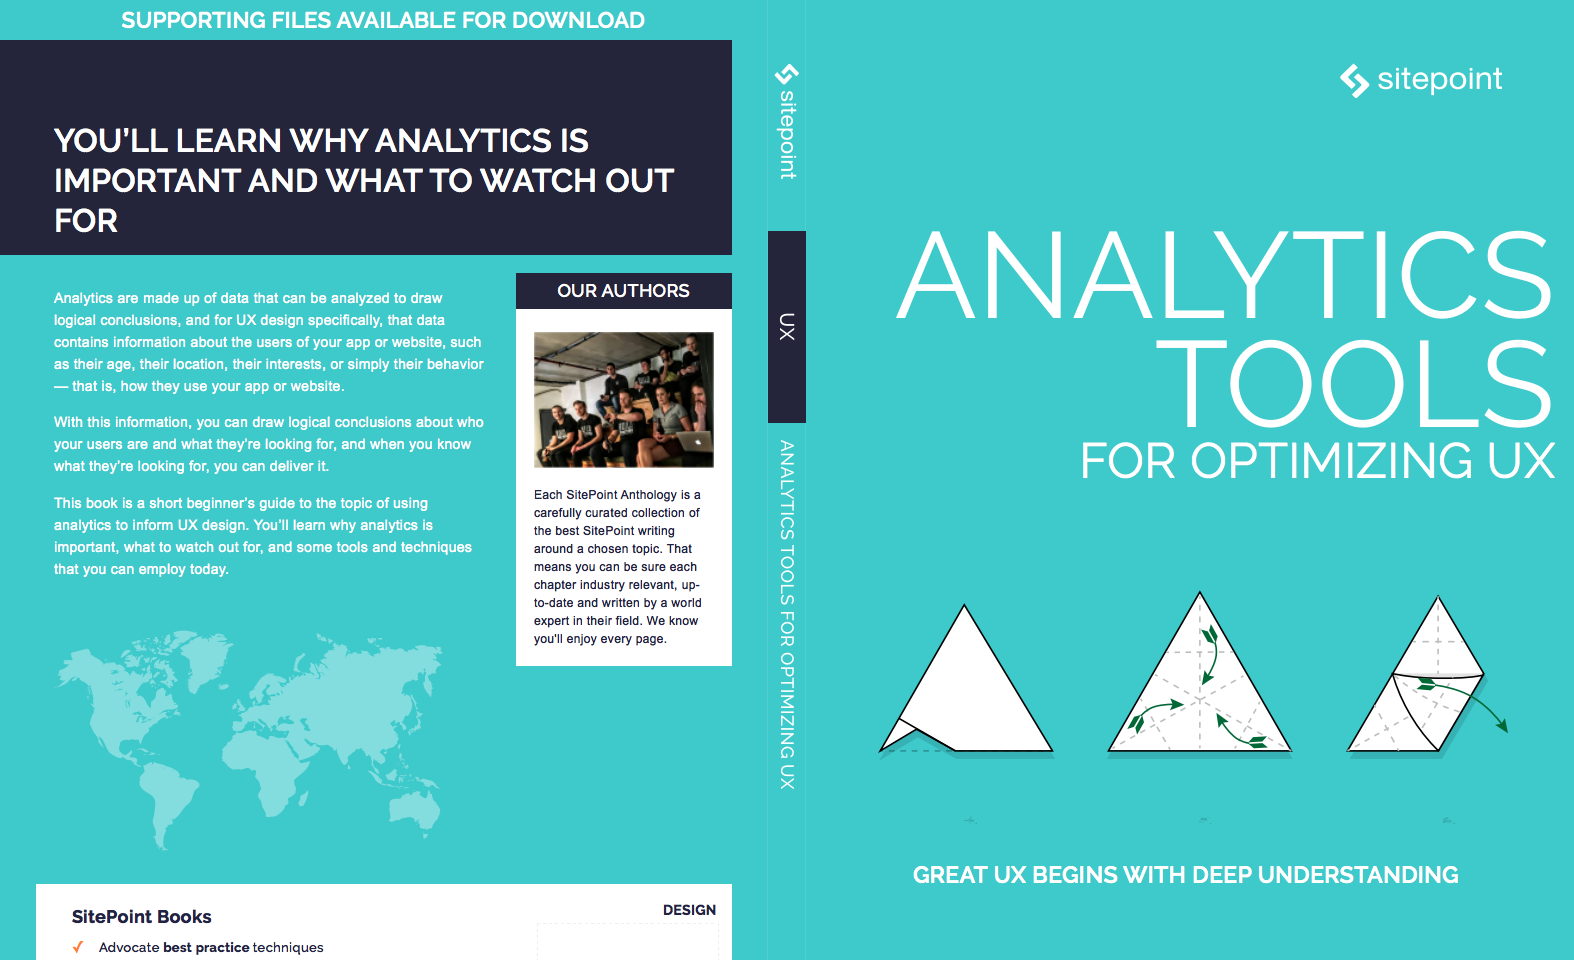 SUPPORTING FILES AVAILABLE FOR DOWNLOAD
YOU’LL LEARN WHY ANALYTICS IS
IMPORTANT AND WHAT TO WATCH OUT
FOR
Analytics are made up of data that can be analyzed to draw
logical conclusions, and for UX design specifically, that data
contains information about the users of your app or website, such
as their age, their location, their interests, or simply their behavior
— that is, how they use your app or website.
With this information, you can draw logical conclusions about who
your users are and what they’re looking for, and when you know
what they’re looking for, you can deliver it.
This book is a short beginner’s guide to the topic of using
analytics to inform UX design. You’ll learn why analytics is
important, what to watch out for, and some tools and techniques
that you can employ today.
OUR AUTHORS
Each SitePoint Anthology is a
carefully curated collection of
the best SitePoint writing
around a chosen topic. That
means you can be sure each
chapter industry relevant, up-
to-date and written by a world
expert in their field. We know
you'll enjoy every page.
SitePoint Books
Advocate best practice techniques
DESIGN
sitepoint
UX
ANALYTICS TOOLS FOR OPTIMIZING UX
sitepoint
ANALYTICS
TOOLS
FOR OPTIMIZING UX
GREAT UX BEGINS WITH DEEP UNDERSTANDING